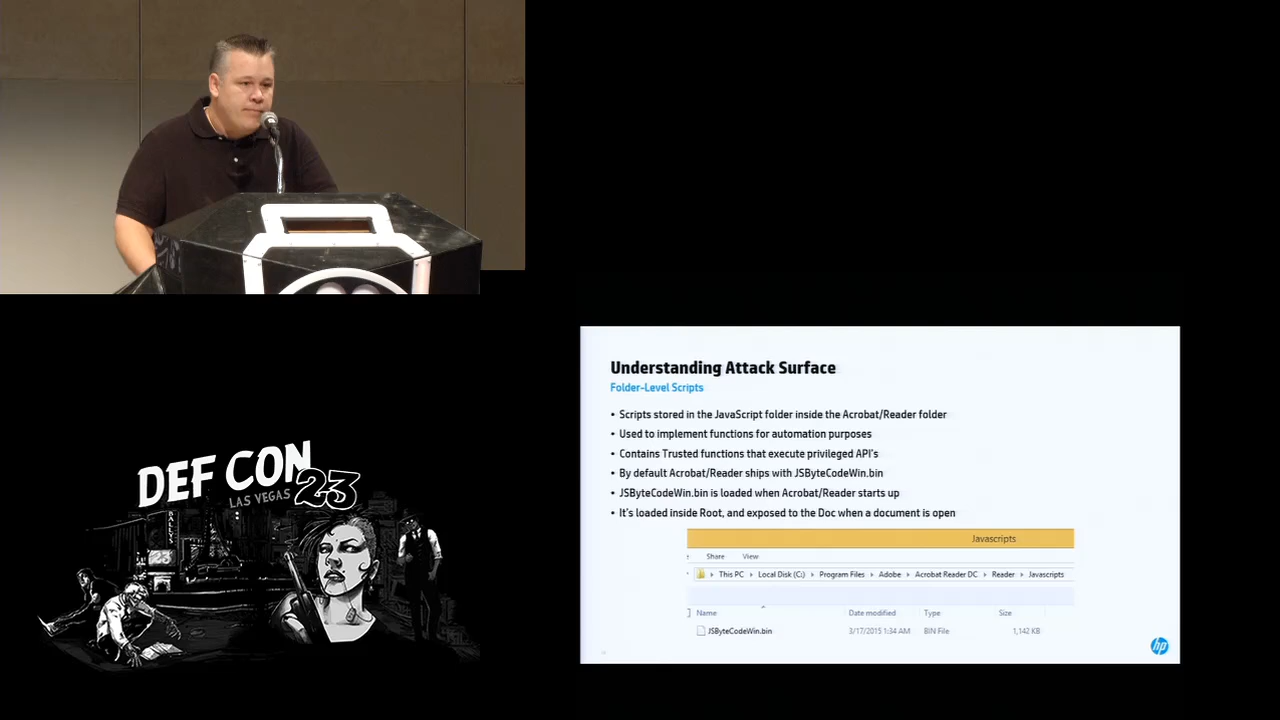 DEF CON
LAS VEGAS 23
BALLYS
Understanding Attack Surface
Folder-Level Scripts
• Scripts stored in the JavaScript folder inside the Acrobat/Reader folder
• Used to implement functions for automation purposes
• Contains Trusted functions that execute privileged API's
• By default Acrobat/Reader ships with JSByteCodeWin.bin
• JSByteCodeWin.bin is loaded when Acrobat/Reader starts up
• It's loaded inside Root, and exposed to the Doc when a document is open
Javascripts
Share View
This PC Local Disk (C:) Program Files Adobe Acrobat Reader DC Reader Javascripts
Name Date modified Type Size
JSByteCodeWin.bin 3/17/2015 1:34 AM BIN File 1,142 KB
hp